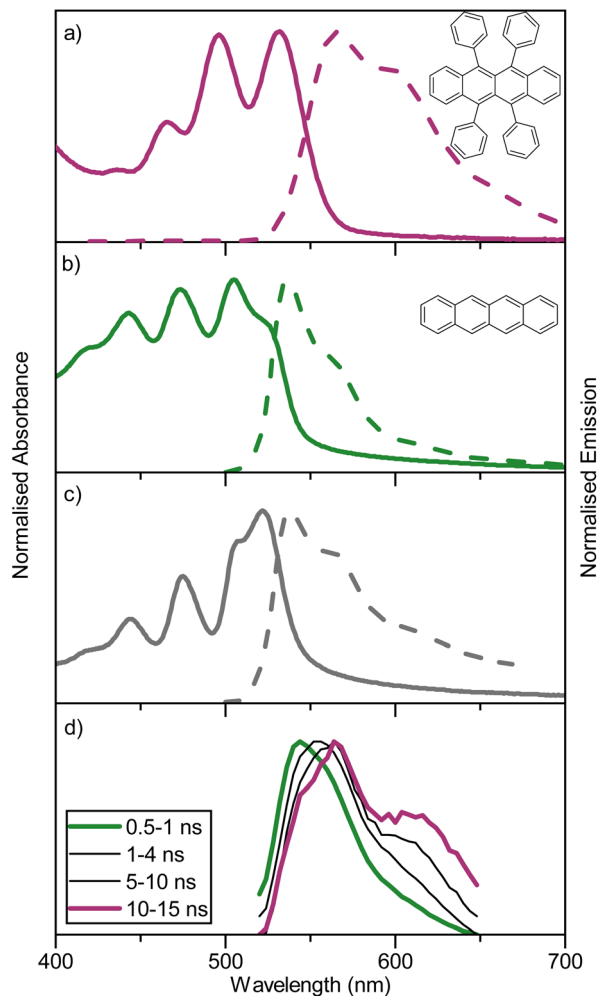 a)
b)
c)
d)
Normalised Absorbance
Normalised Emission
0.5-1 ns
1-4 ns
5-10 ns
10-15 ns
400
500
600
700
Wavelength (nm)